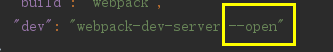 "build": "webpack",
"dev": "webpack-dev-server --open"